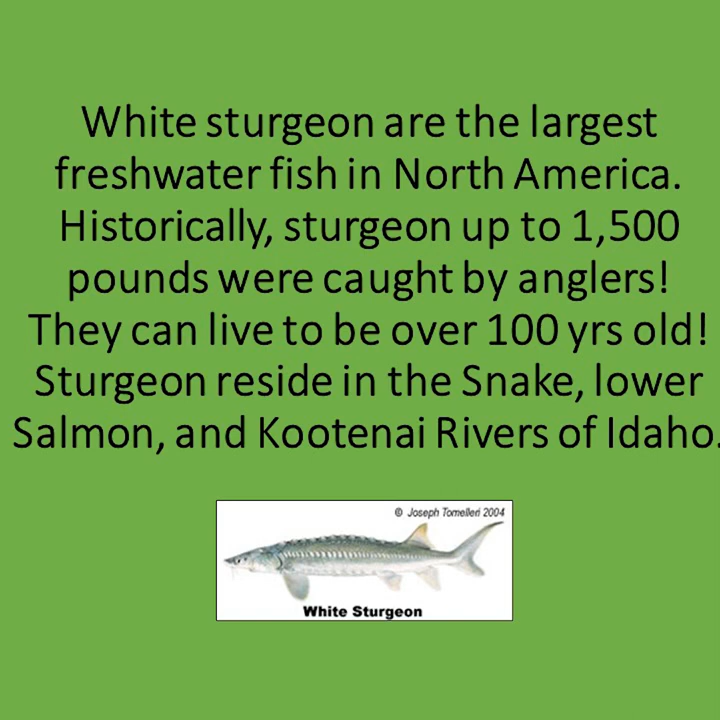 White sturgeon are the largest
freshwater fish in North America.
Historically, sturgeon up to 1,500
pounds were caught by anglers!
They can live to be over 100 yrs old!
Sturgeon reside in the Snake, lower
Salmon, and Kootenai Rivers of Idaho.
© Joseph Tomelleri 2004
White Sturgeon